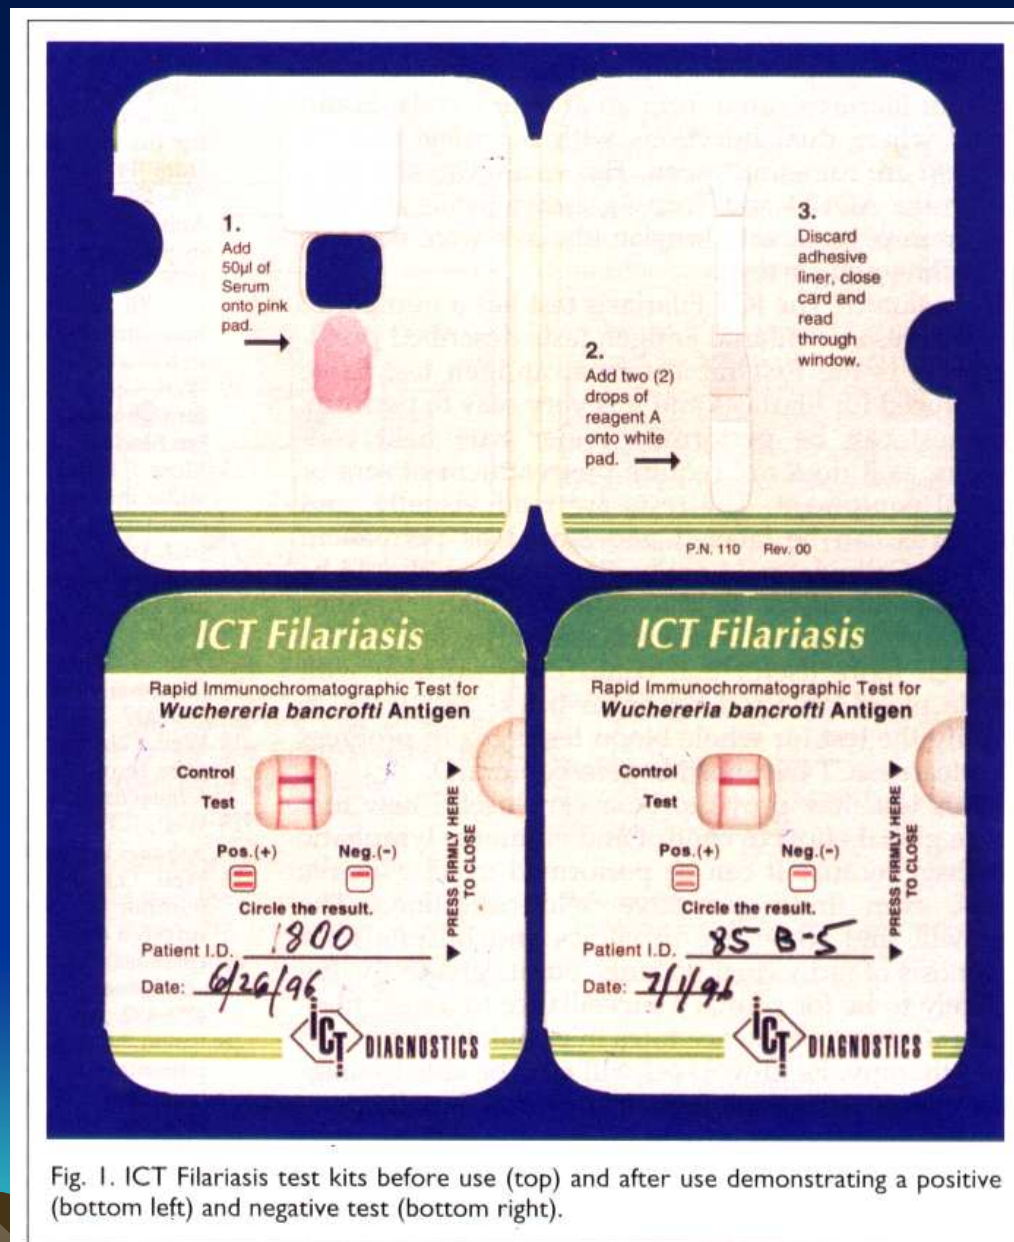 1.
Add
50µl of
Serum
onto pink
pad.
2.
Add two (2)
drops of
reagent A
onto white
pad.
3.
Discard
adhesive
liner, close
card and
read
through
window.
P.N. 110 Rev. 00
ICT Filariasis
Rapid Immunochromatographic Test for
Wuchereria bancrofti Antigen
Control
Test
Pos.(+) Neg.(-)
Circle the result.
Patient I.D. 1800
Date: 6/26/96
PRESS FIRMLY HERE
TO CLOSE
ICT DIAGNOSTICS
ICT Filariasis
Rapid Immunochromatographic Test for
Wuchereria bancrofti Antigen
Control
Test
Pos.(+) Neg.(-)
Circle the result.
Patient I.D. 85 B-5
Date: 7/1/96
PRESS FIRMLY HERE
TO CLOSE
ICT DIAGNOSTICS
Fig. 1. ICT Filariasis test kits before use (top) and after use demonstrating a positive
(bottom left) and negative test (bottom right).